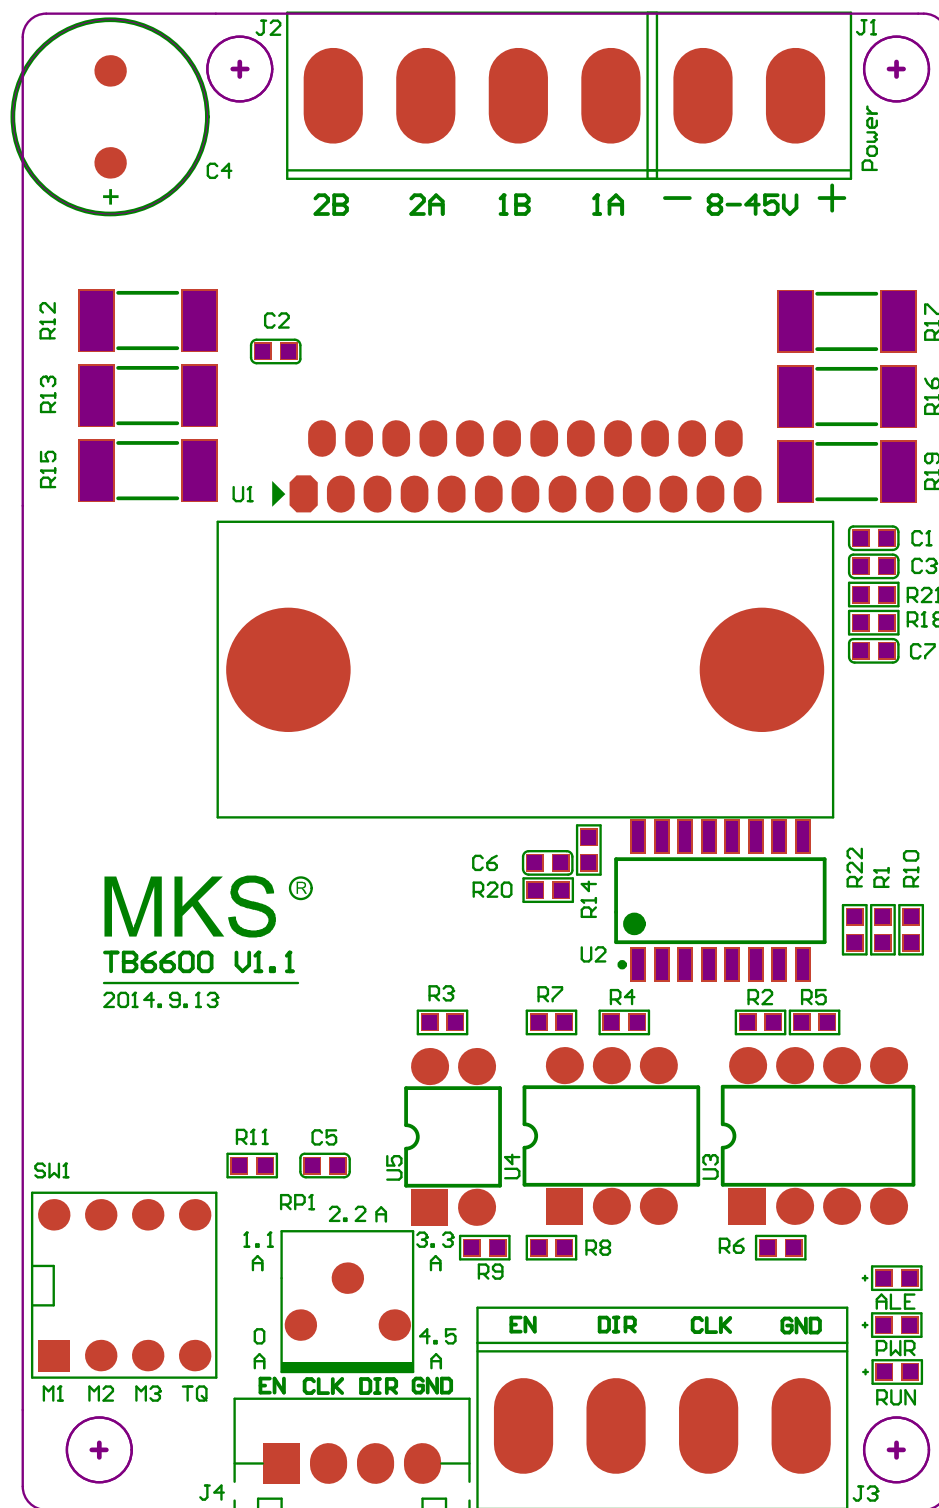 J2
J1
Power
C4
+
2B 2A 1B 1A − 8-45V +
R12
C2
R17
R13
R16
R15
U1
R19
C1
C3
R21
R18
C7
C6
R20
R14
R22
R1
R10
MKS®
TB6600 V1.1
2014.9.13
U2
R3
R7
R4
R2
R5
R11
C5
U5
U4
U3
SW1
RP1
2.2 A
1.1 A
3.3 A
0 A
4.5 A
R9
R8
R6
+
ALE
+
PWR
+
RUN
EN DIR CLK GND
M1 M2 M3 TQ
EN CLK DIR GND
J4
J3